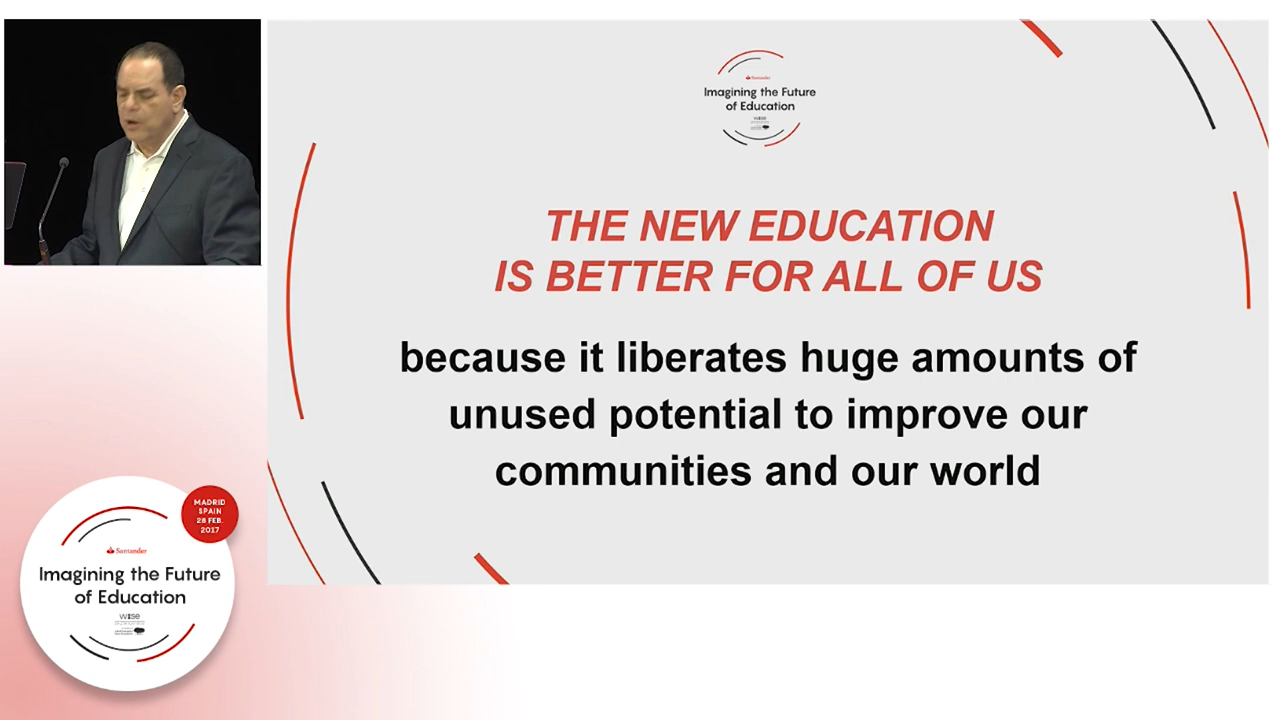 Santander
Imagining the Future
of Education
WISE
THE NEW EDUCATION
IS BETTER FOR ALL OF US
because it liberates huge amounts of
unused potential to improve our
communities and our world
MADRID
SPAIN
28 FEB.
2017
Santander
Imagining the Future
of Education
WISE